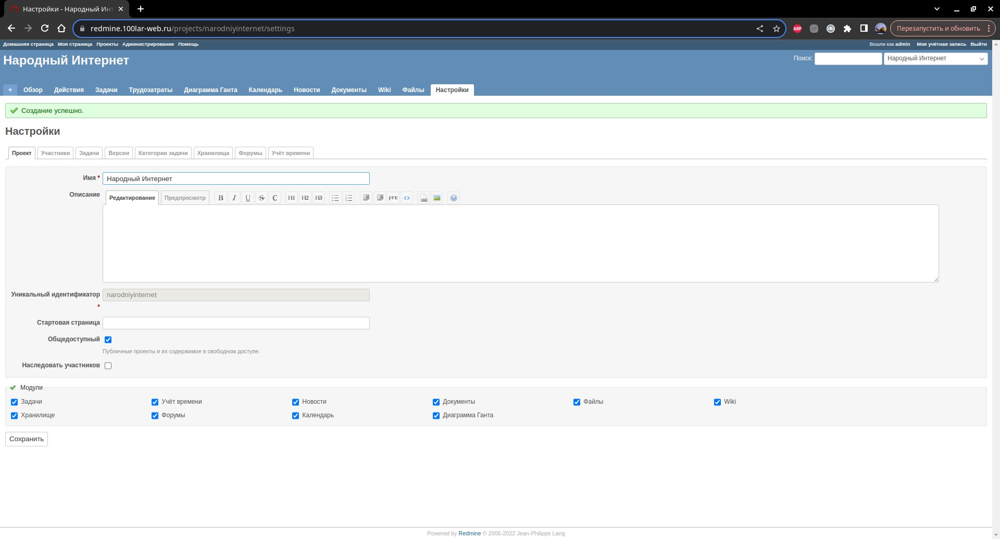 Настройки - Народный Инт
redmine.100lar-web.ru/projects/narodniyinternet/settings
ABP
Перезапустить и обновить
Домашняя страница Моя страница Проекты Администрирование Помощь
Вошли как admin Моя учётная запись Выйти
Народный Интернет
Поиск: Народный Интернет
+ Обзор Действия Задачи Трудозатраты Диаграмма Ганта Календарь Новости Документы Wiki Файлы Настройки
Создание успешно.
Настройки
Проект Участники Задачи Версии Категории задачи Хранилища Форумы Учёт времени
Имя * Народный Интернет
Описание Редактирование Предпросмотр B I U S C H1 H2 H3 pre <> ?
Уникальный идентификатор * narodniyinternet
Стартовая страница
Общедоступный
Публичные проекты и их содержимое в свободном доступе.
Наследовать участников
Модули
Задачи Учёт времени Новости Документы Файлы Wiki
Хранилище Форумы Календарь Диаграмма Ганта
Сохранить
Powered by Redmine © 2006-2022 Jean-Philippe Lang